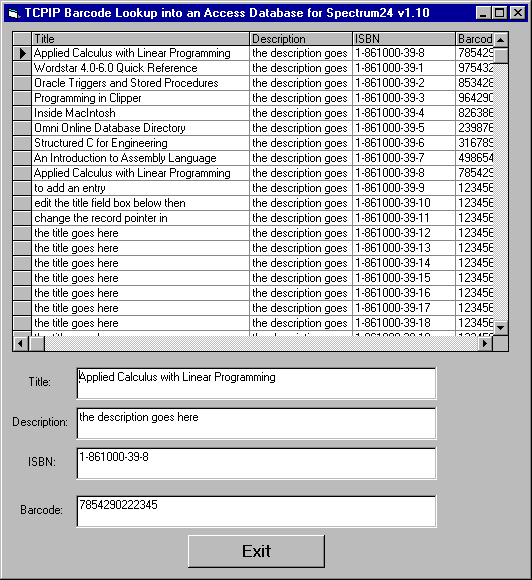 TCPIP Barcode Lookup into an Access Database for Spectrum24 v1.10
Title Description ISBN Barcod
Applied Calculus with Linear Programming the description goes 1-861000-39-8 785429
Wordstar 4.0-6.0 Quick Reference the description goes 1-861000-39-1 975432
Oracle Triggers and Stored Procedures the description goes 1-861000-39-2 853426
Programming in Clipper the description goes 1-861000-39-3 964290
Inside MacIntosh the description goes 1-861000-39-4 826386
Omni Online Database Directory the description goes 1-861000-39-5 239876
Structured C for Engineering the description goes 1-861000-39-6 316789
An Introduction to Assembly Language the description goes 1-861000-39-7 498654
Applied Calculus with Linear Programming the description goes 1-861000-39-8 785429
to add an entry the description goes 1-861000-39-9 123456
edit the title field box below then the description goes 1-861000-39-10 123456
change the record pointer in the description goes 1-861000-39-11 123456
the title goes here the description goes 1-861000-39-12 123456
the title goes here the description goes 1-861000-39-13 123456
the title goes here the description goes 1-861000-39-14 123456
the title goes here the description goes 1-861000-39-15 123456
the title goes here the description goes 1-861000-39-16 123456
the title goes here the description goes 1-861000-39-17 123456
the title goes here the description goes 1-861000-39-18 123456
Title: Applied Calculus with Linear Programming
Description: the description goes here
ISBN: 1-861000-39-8
Barcode: 7854290222345
Exit